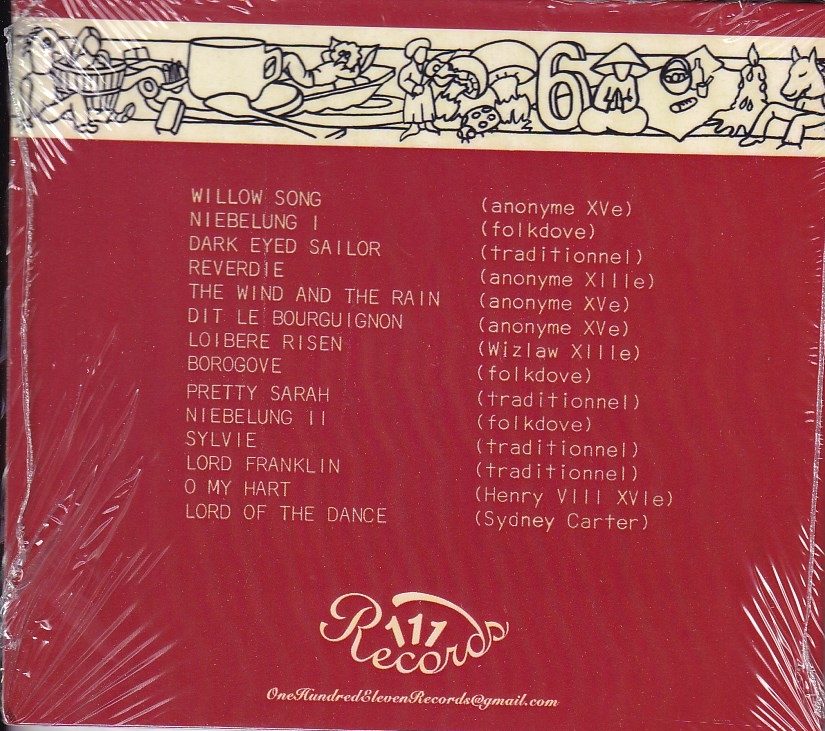 6
WILLOW SONG (anonyme XVe)
NIEBELUNG I (folkdove)
DARK EYED SAILOR (traditionnel)
REVERDIE (anonyme XIIIe)
THE WIND AND THE RAIN (anonyme XVe)
DIT LE BOURGUIGNON (anonyme XVe)
LOIBERE RISEN (Wizlaw XIIIe)
BOROGOVE (folkdove)
PRETTY SARAH (traditionnel)
NIEBELUNG II (folkdove)
SYLVIE (traditionnel)
LORD FRANKLIN (traditionnel)
O MY HART (Henry VIII XVIe)
LORD OF THE DANCE (Sydney Carter)
111
Records
OneHundredElevenRecords@gmail.com